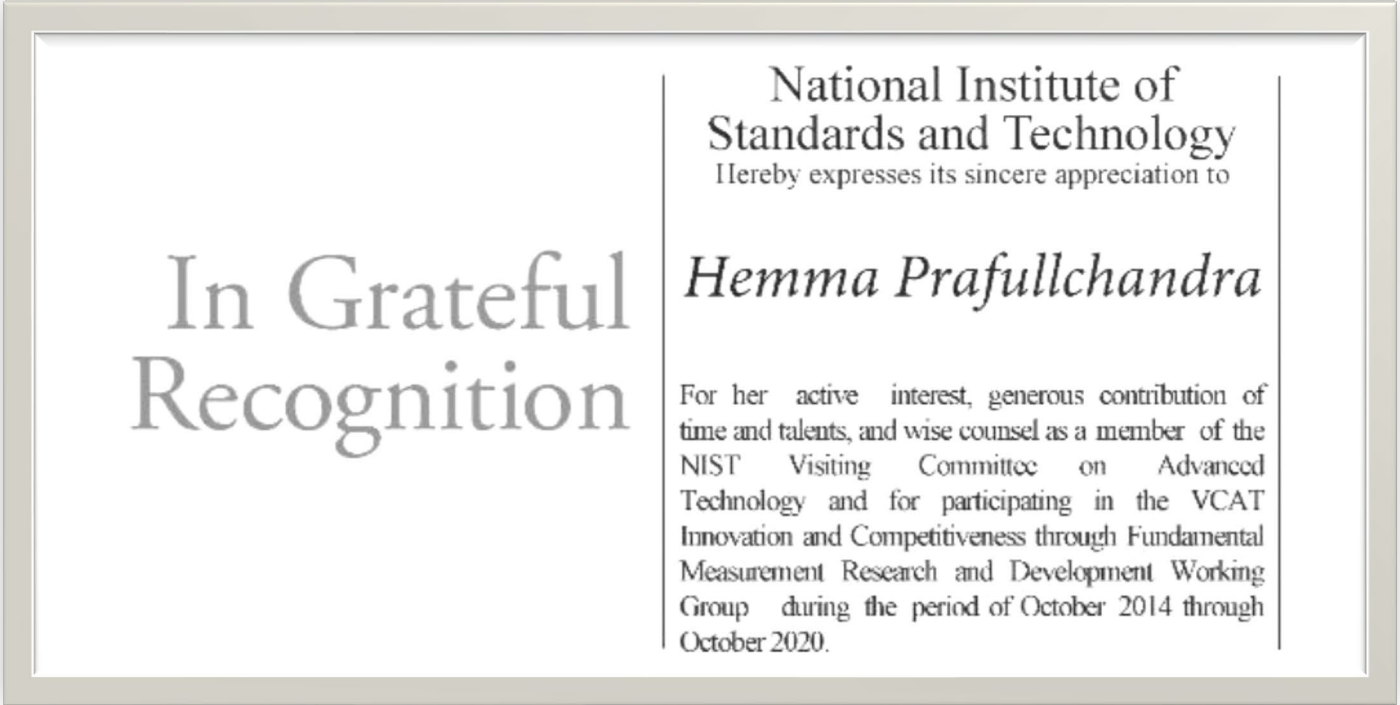 In Grateful
Recognition
National Institute of
Standards and Technology
Hereby expresses its sincere appreciation to
Hemma Prafullchandra
For her active interest, generous contribution of
time and talents, and wise counsel as a member of the
NIST Visiting Committee on Advanced
Technology and for participating in the VCAT
Innovation and Competitiveness through Fundamental
Measurement Research and Development Working
Group during the period of October 2014 through
October 2020.